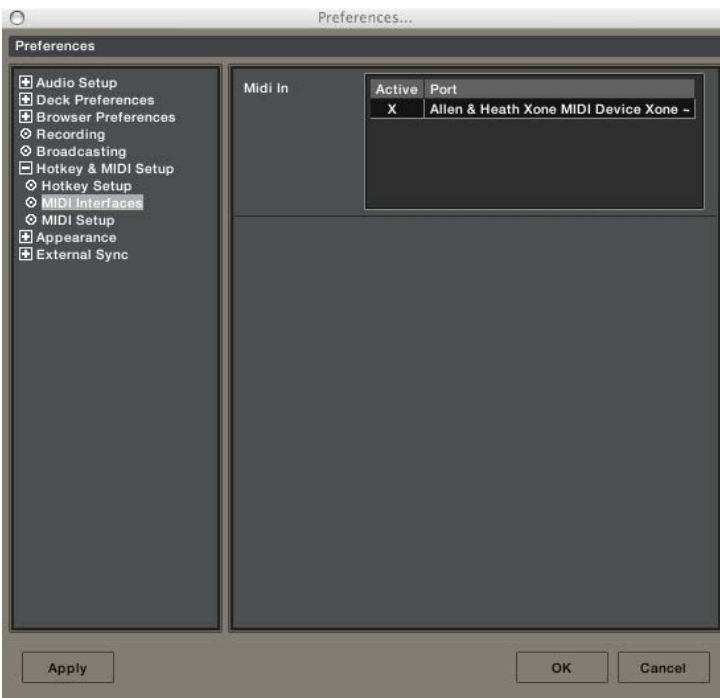 Preferences...
Preferences
Audio Setup
Deck Preferences
Browser Preferences
Recording
Broadcasting
Hotkey & MIDI Setup
Hotkey Setup
MIDI Interfaces
MIDI Setup
Appearance
External Sync
Midi In
Active Port
X Allen & Heath Xone MIDI Device Xone ~
Apply
OK
Cancel